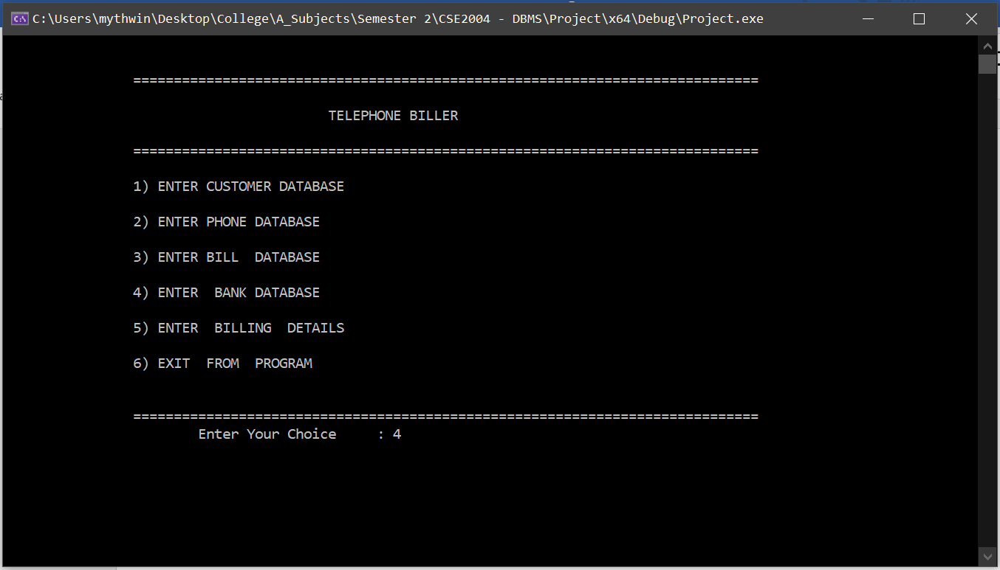 C:\Users\mythwin\Desktop\College\A_Subjects\Semester 2\CSE2004 - DBMS\Project\x64\Debug\Project.exe
=============================================================================
TELEPHONE BILLER
=============================================================================
1) ENTER CUSTOMER DATABASE
2) ENTER PHONE DATABASE
3) ENTER BILL  DATABASE
4) ENTER  BANK DATABASE
5) ENTER  BILLING  DETAILS
6) EXIT  FROM  PROGRAM
=============================================================================
Enter Your Choice     : 4